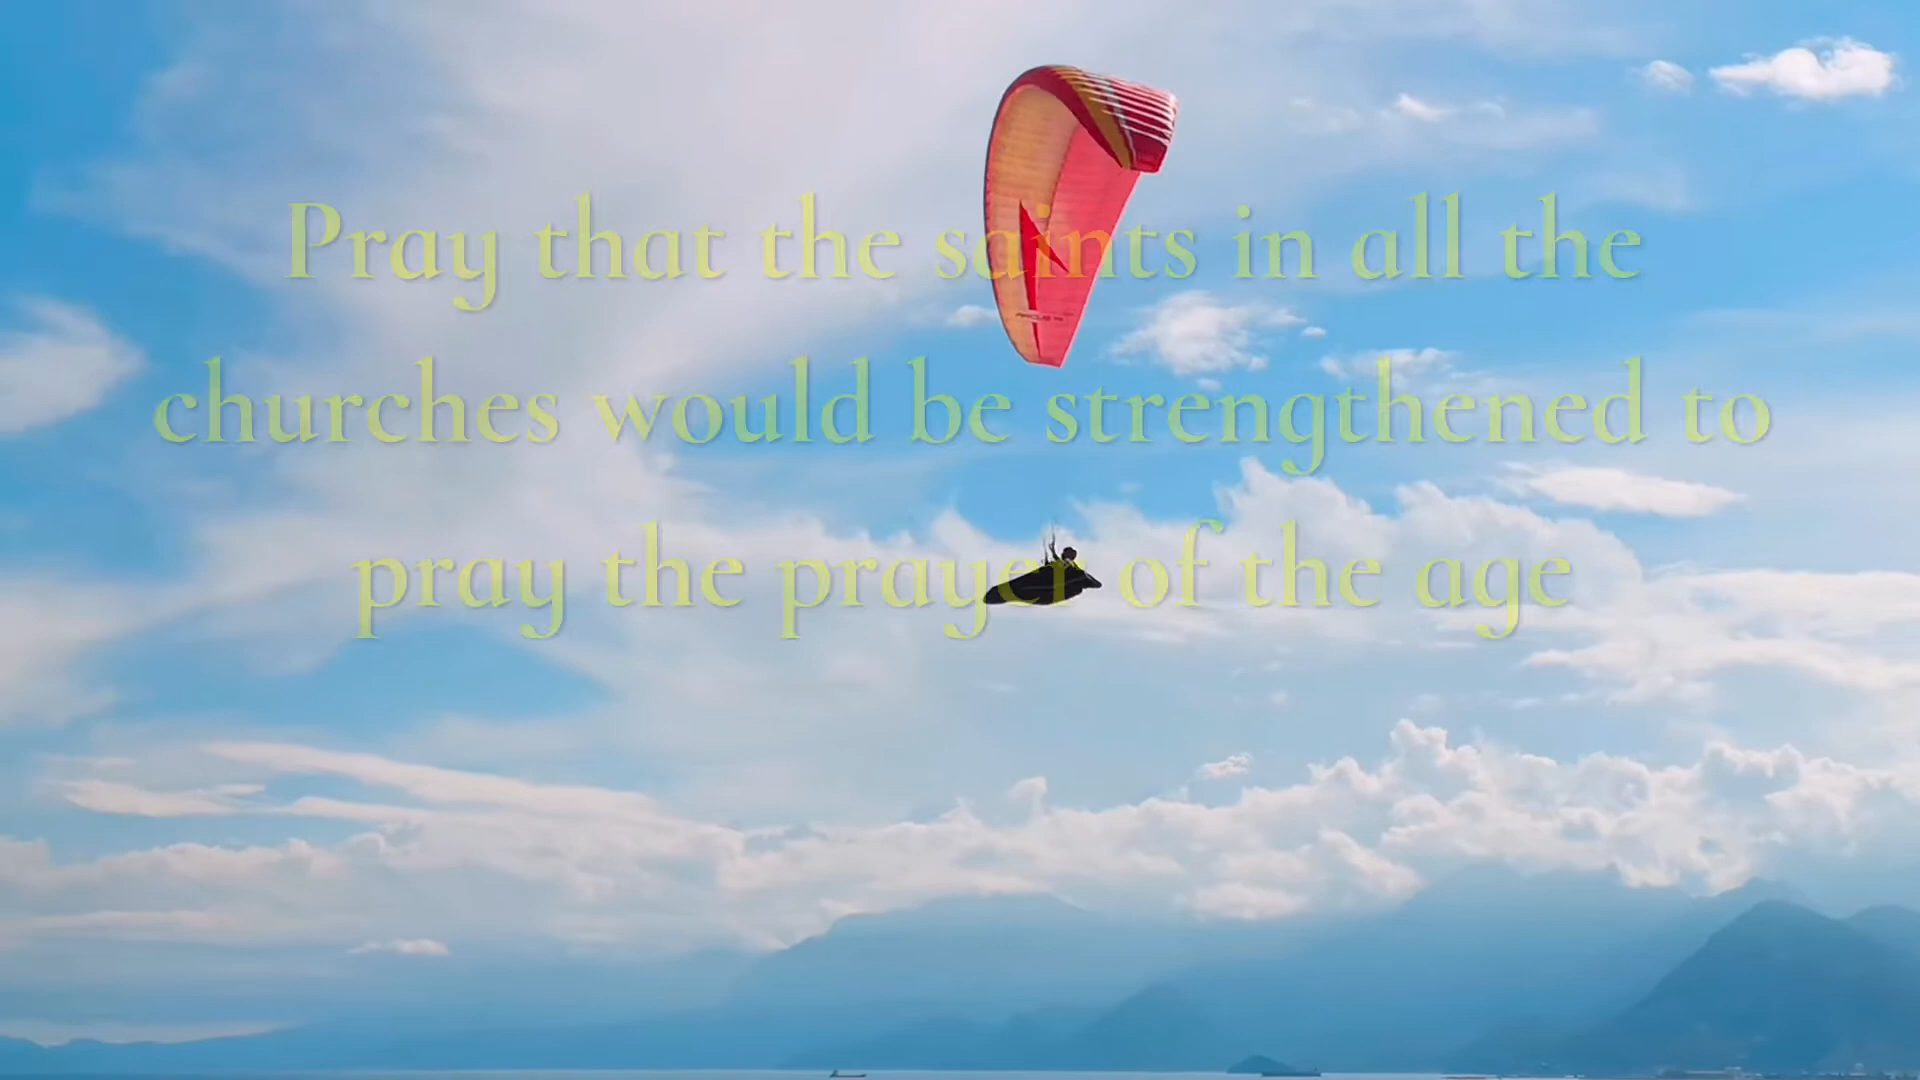 Pray that the saints in all the
churches would be strengthened to
pray the prayer of the age